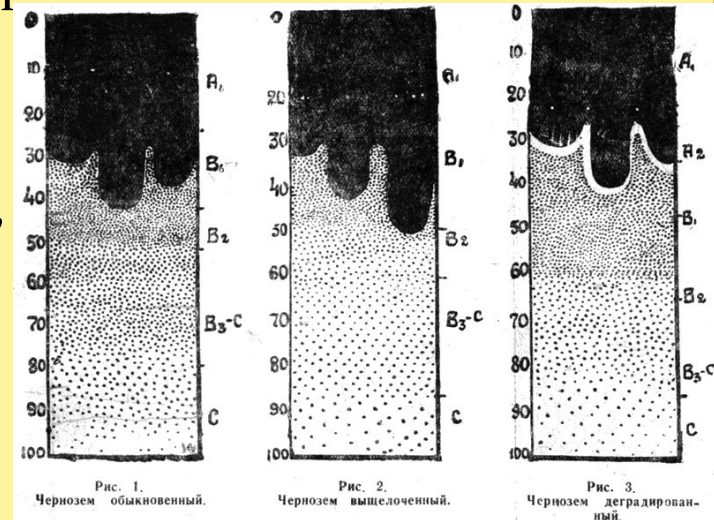 0
10
20
30
40
50
60
70
80
90
100
A₁
B₁
B₂
B₃-C
C
Рис. 1.
Чернозем обыкновенный.
0
10
20
30
40
50
60
70
80
90
100
A₁
B₁
B₂
B₃-C
C
Рис. 2.
Чернозем выщелоченный.
0
10
20
30
40
50
60
70
80
90
100
A₁
A₂
B₁
B₂
B₃-C
C
Рис. 3.
Чернозем деградирован-
ный.